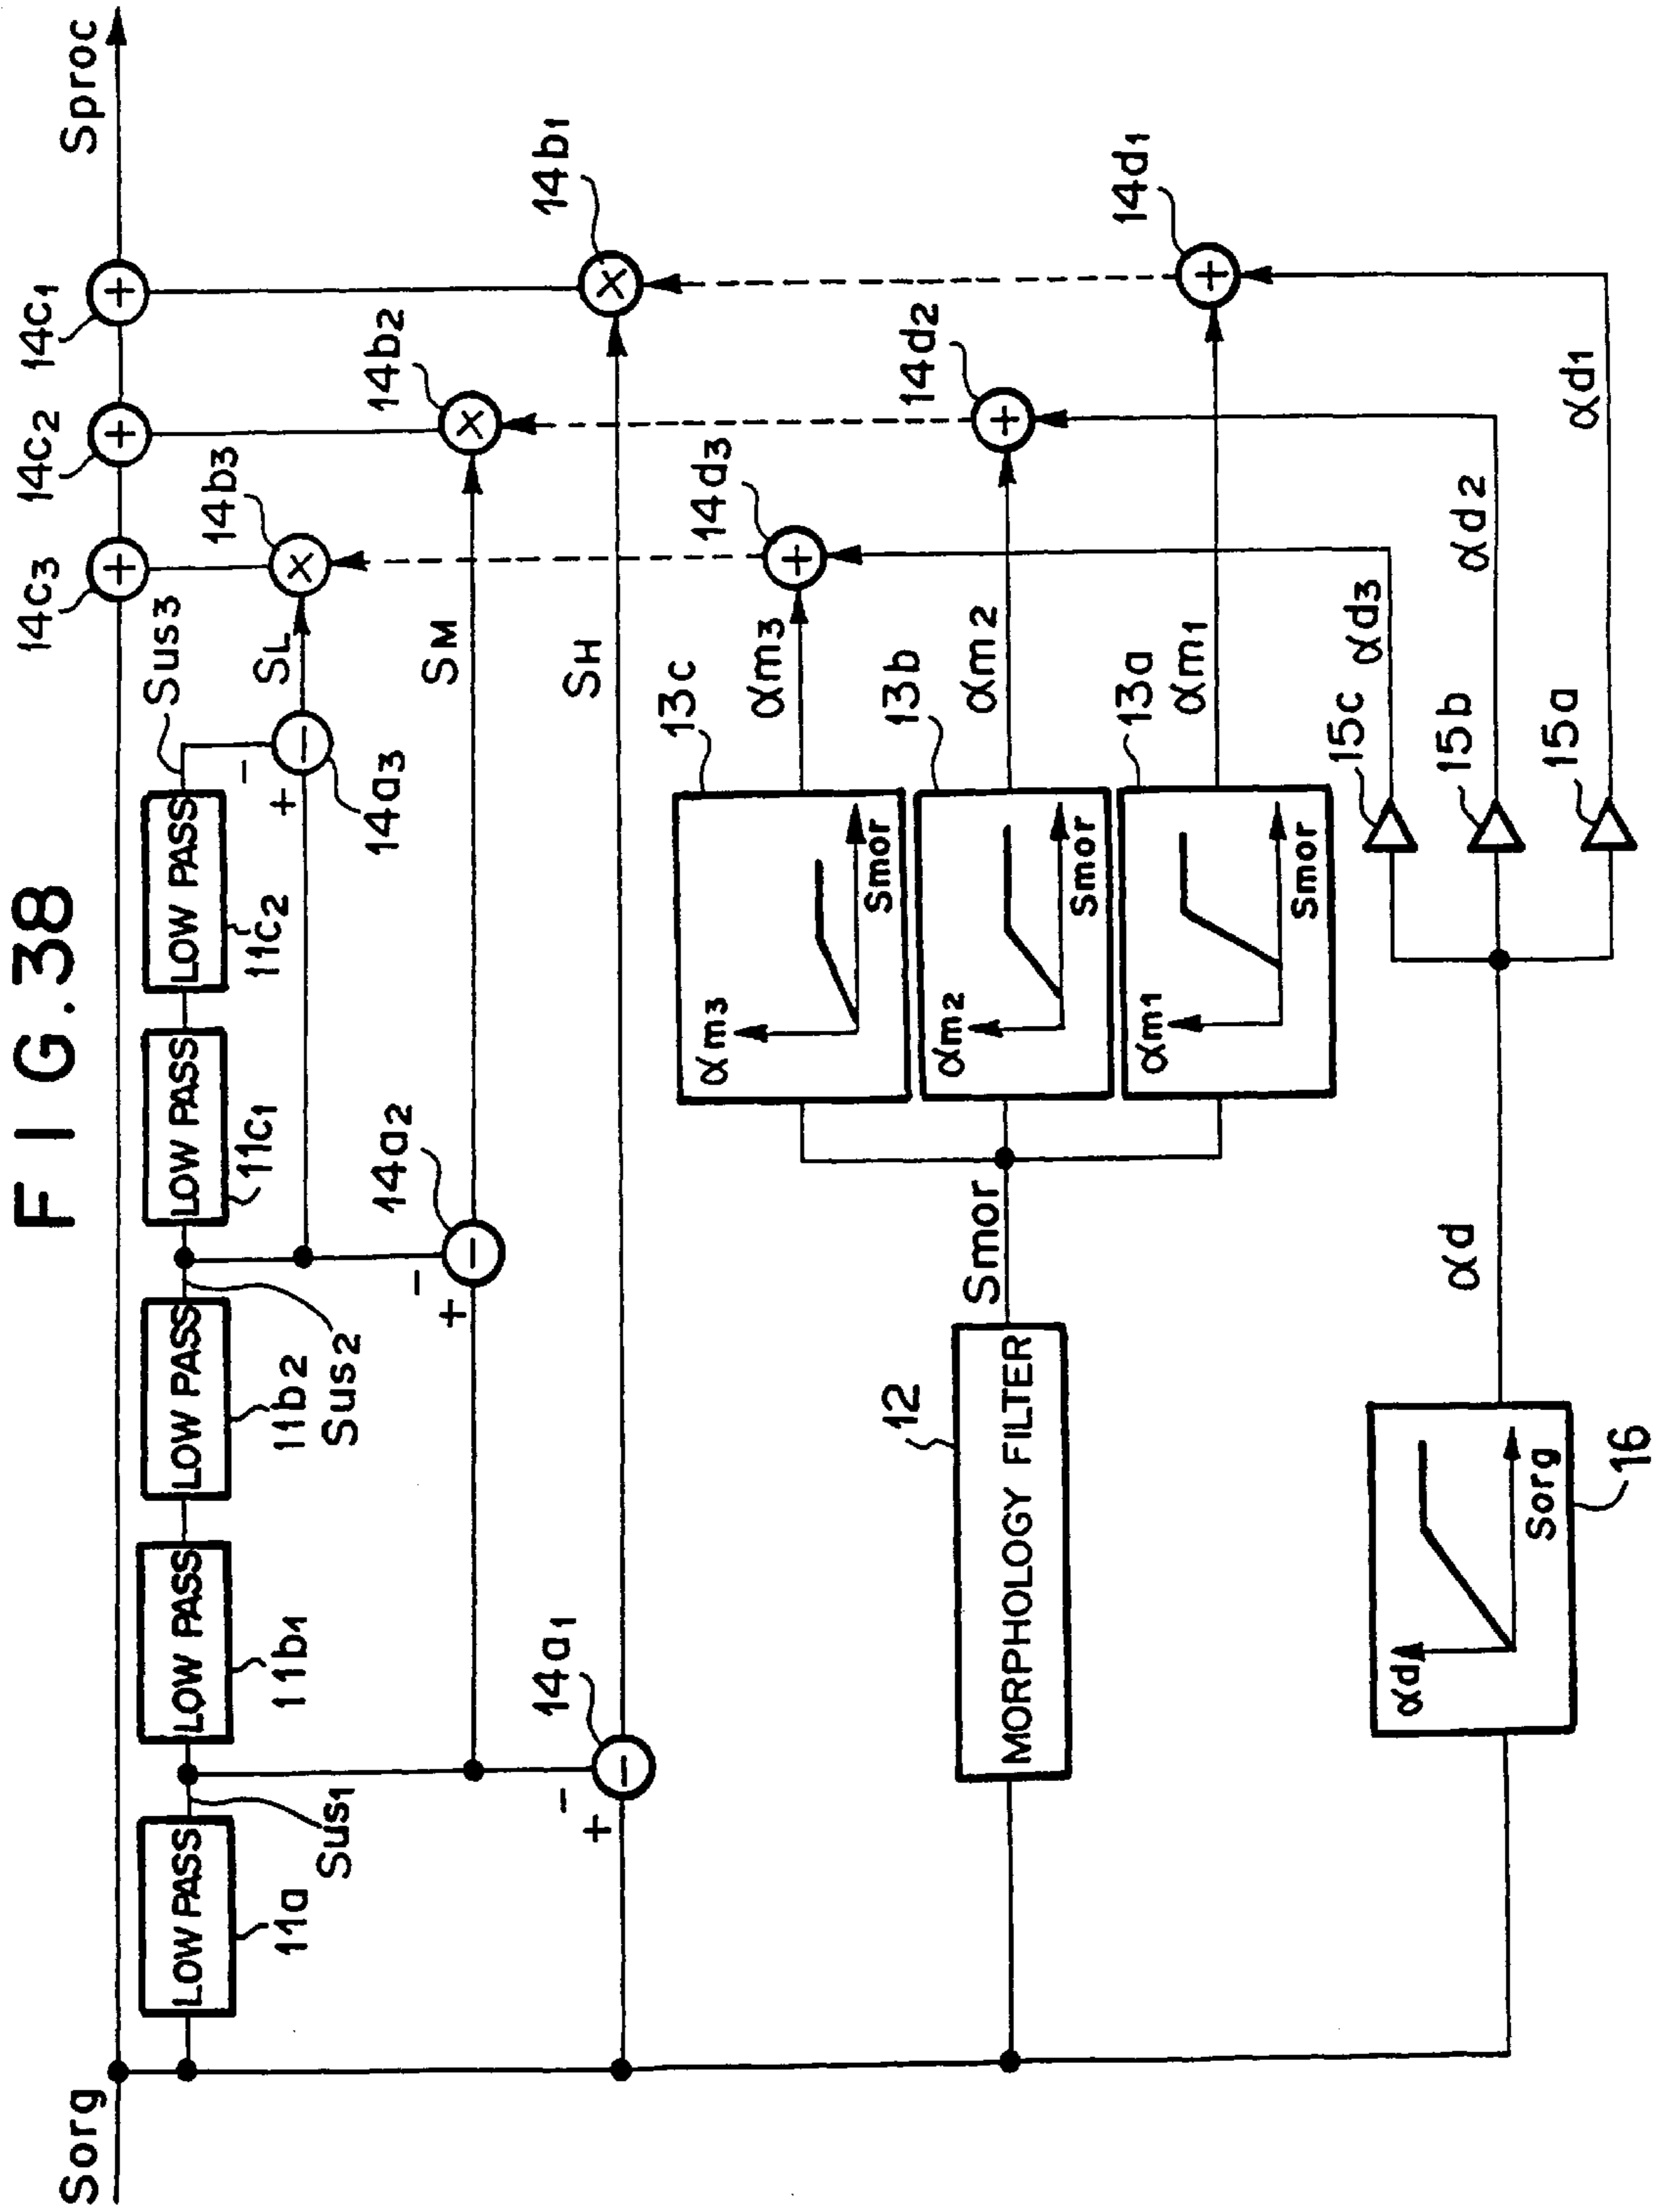 FIG.38
Sorg
Sproc
14c3
14c2
14c1
LOW PASS
LOW PASS
LOW PASS
LOW PASS
LOW PASS
11a
11b1
11b2
11c1
11c2
Sus1
Sus2
Sus3
14a1
14a2
14a3
+
-
+
-
+
-
SL
SM
SH
14b3
14b2
14b1
12
MORPHOLOGY FILTER
Smor
13c
αm3
Smor
αm3
14d3
13b
αm2
Smor
αm2
14d2
13a
αm1
Smor
αm1
14d1
αd
Sorg
16
αd
15c
αd3
15b
αd2
15a
αd1